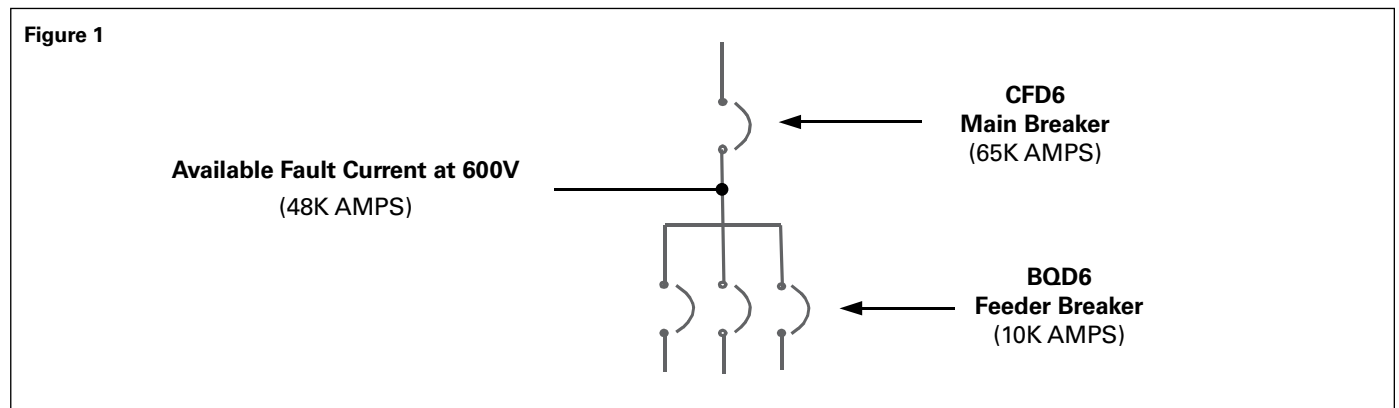 Figure 1
CFD6
Main Breaker
(65K AMPS)
Available Fault Current at 600V
(48K AMPS)
BQD6
Feeder Breaker
(10K AMPS)